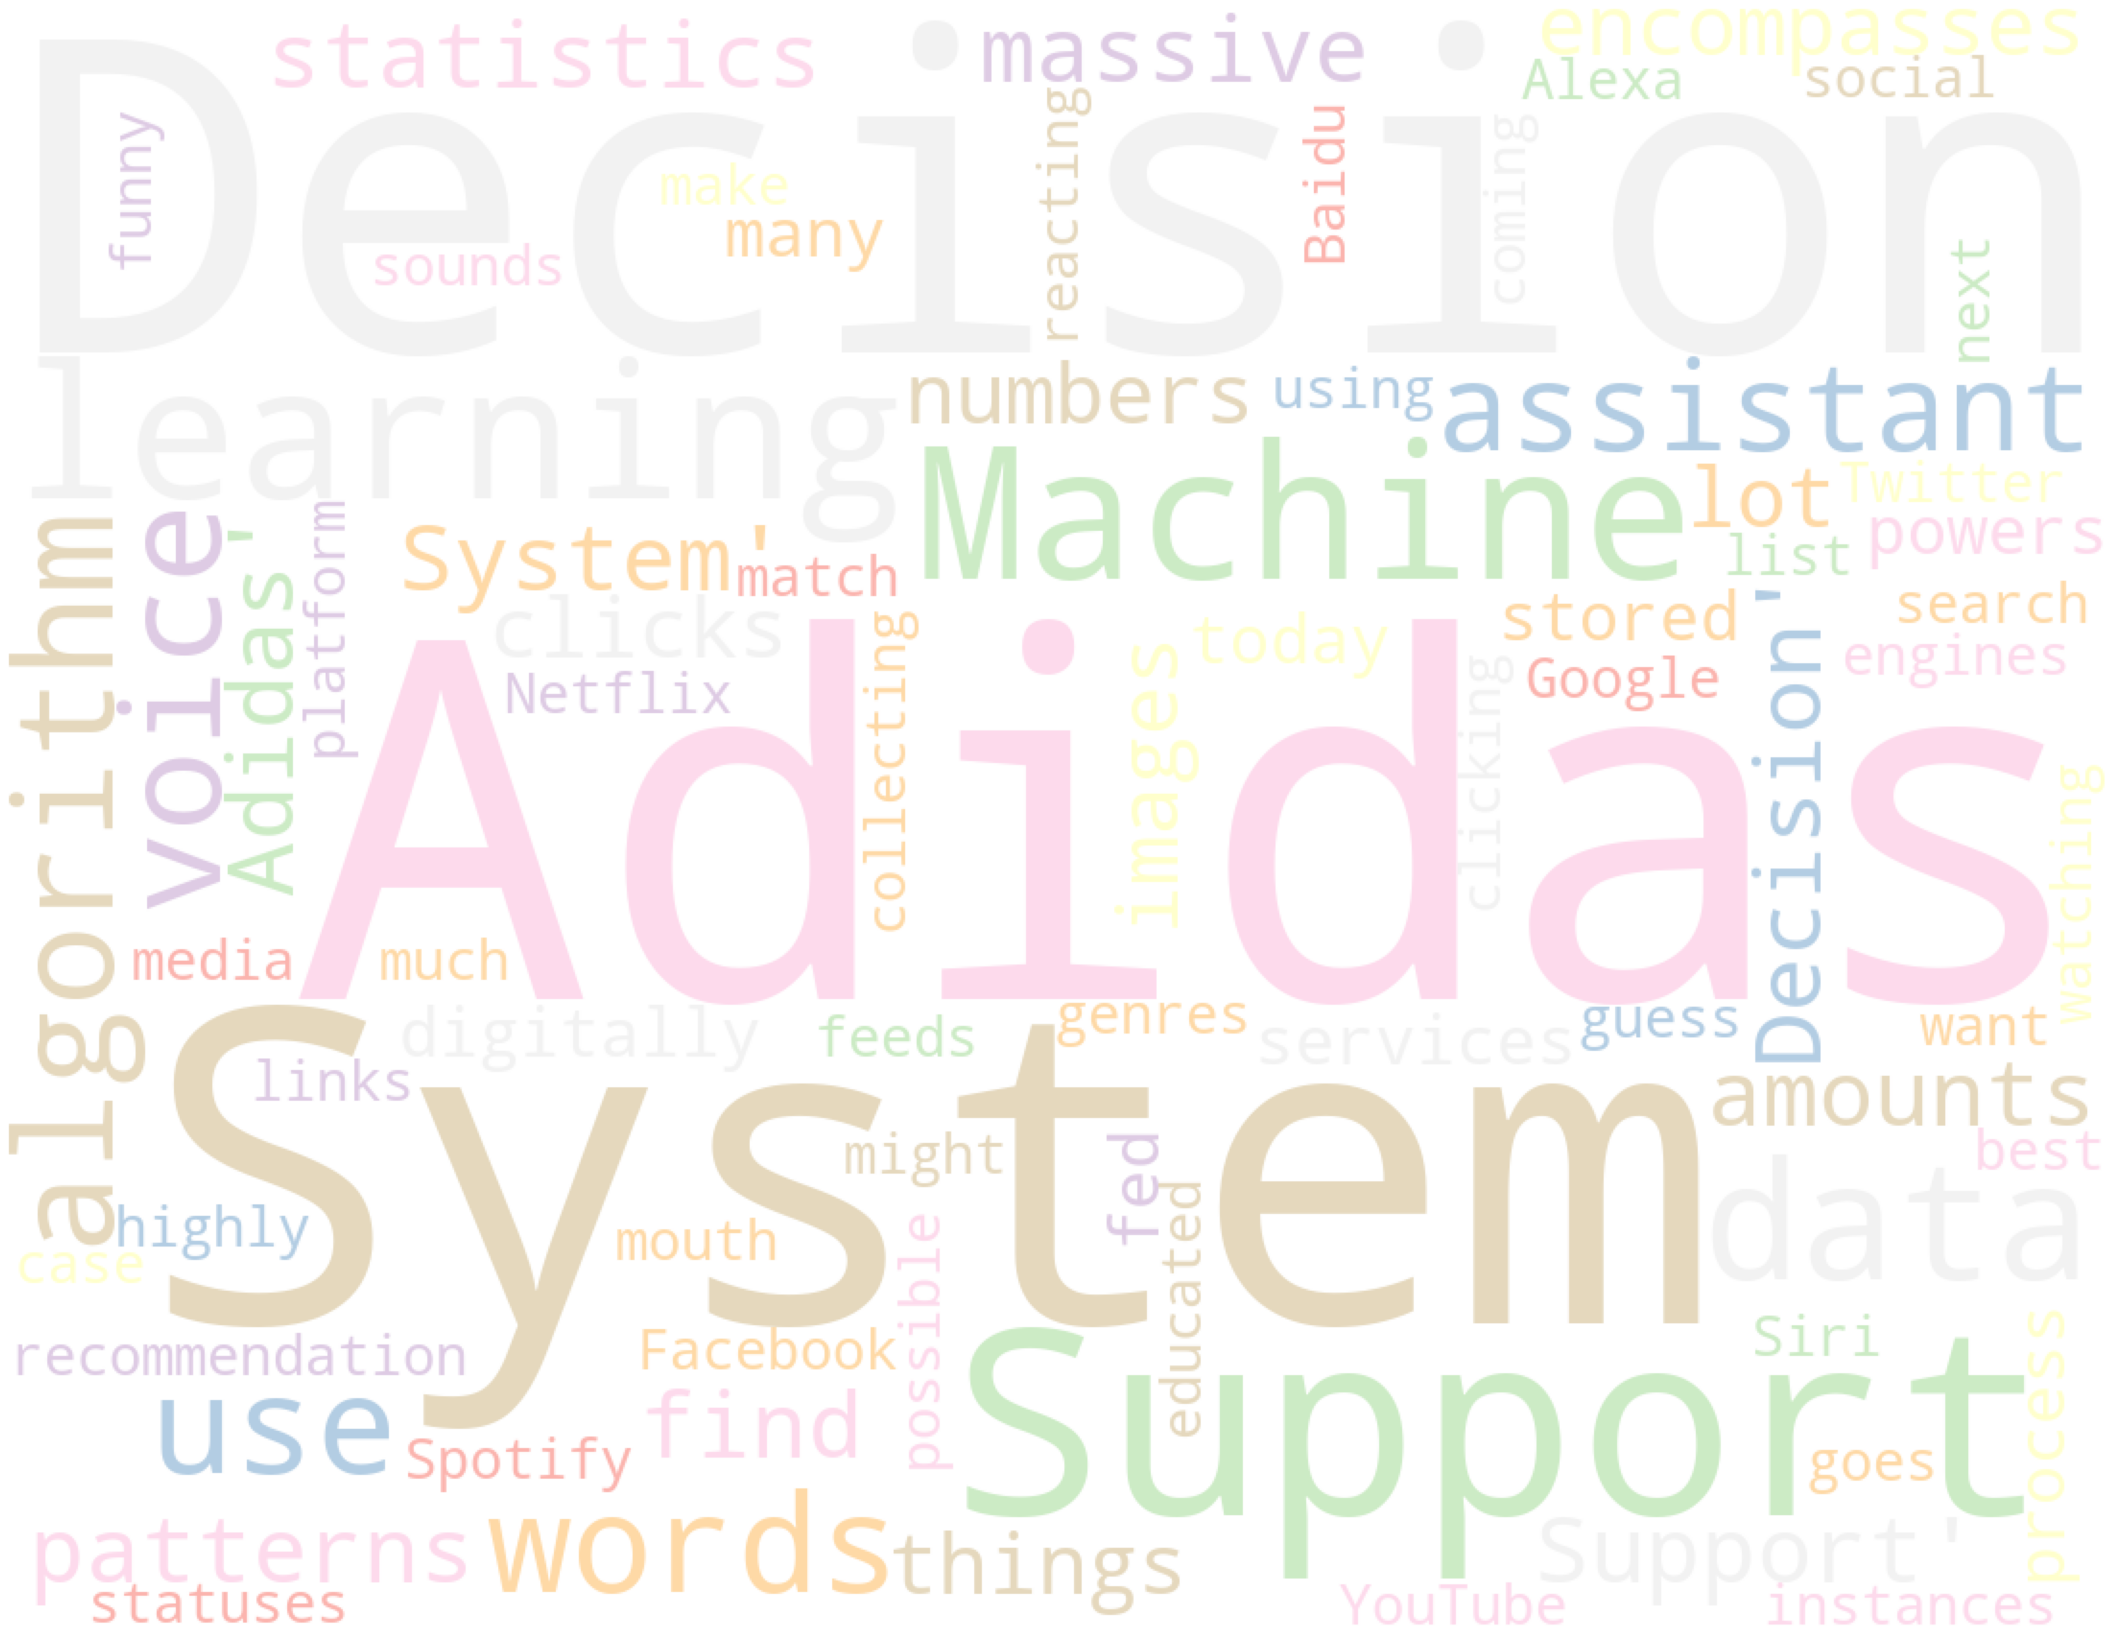 Decision
statistics
massive
encompasses
Alexa
social
funny
make
many
sounds
reacting
Baidu
coming
next
learning
numbers
using
assistant
Machine
lot
Twitter
powers
list
algorithm
voice
Adidas'
platform
System'
match
clicks
stored
search
Netflix
collecting
images
today
Google
engines
clicking
Decision'
Adidas
watching
media
much
digitally
feeds
genres
services
guess
want
links
System
amounts
might
fed
best
highly
case
mouth
possible
educated
data
recommendation
Facebook
Siri
process
use
Spotify
find
Support
goes
patterns
words
things
Support'
statuses
YouTube
instances